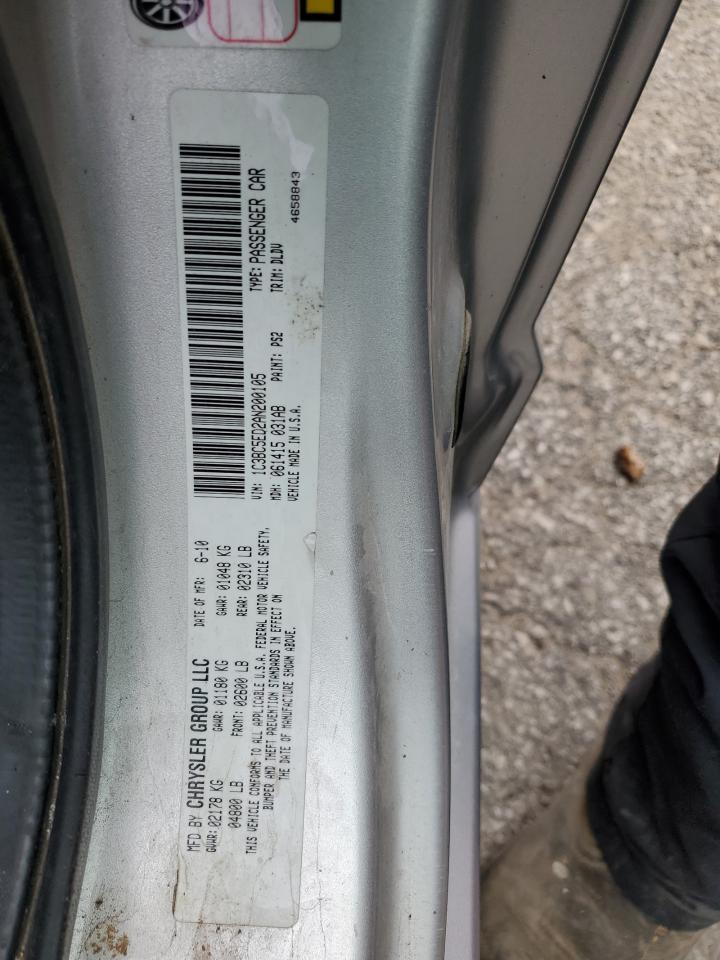 MFD BY CHRYSLER GROUP LLC
DATE OF MFR: 6-10
GVWR: 02178 KG
GAWR: 01180 KG
GAWR: 01048 KG
04800 LB
FRONT: 02600 LB
REAR: 02310 LB
THIS VEHICLE CONFORMS TO ALL APPLICABLE U.S.A. FEDERAL MOTOR VEHICLE SAFETY,
BUMPER AND THEFT PREVENTION STANDARDS IN EFFECT ON
THE DATE OF MANUFACTURE SHOWN ABOVE.
VIN: 1C3BC5ED2AN200105
TYPE: PASSENGER CAR
MDH: 061415 031AB
PAINT: PS2
TRIM: DLDV
VEHICLE MADE IN U.S.A.
4658843